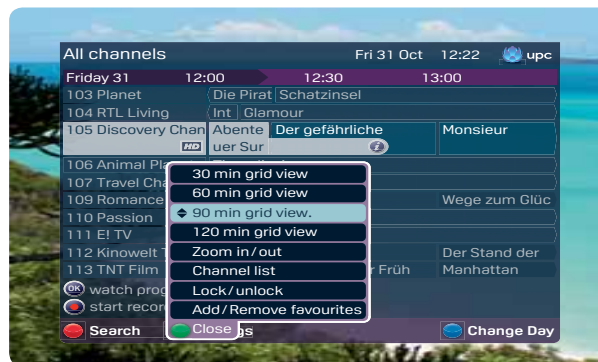 All channels Fri 31 Oct 12:22 upc
Friday 31 12:00 12:30 13:00
103 Planet Die Pirat Schatzinsel
104 RTL Living Int Glamour
105 Discovery Chan Abente Der gefährliche Monsieur
HD uer Sur i
106 Animal
107 Travel Cha
109 Romance Wege zum Glüc
110 Passion
111 E! TV
112 Kinowelt Der Stand der
113 TNT Film Früh Manhattan
OK watch prog
start recor
30 min grid view
60 min grid view
90 min grid view.
120 min grid view
Zoom in/out
Channel list
Lock/unlock
Add/Remove favourites
Search Close gs Change Day